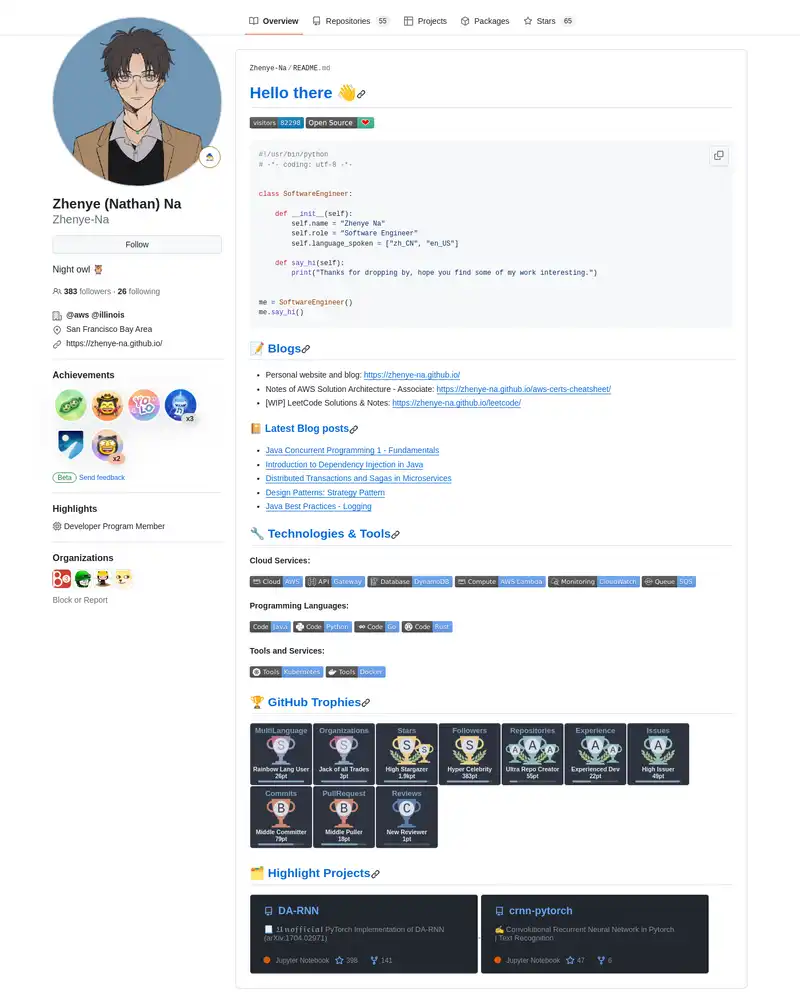 Overview
Repositories 55
Projects
Packages
Stars 65
Zhenye (Nathan) Na
Zhenye-Na
Follow
Night owl 🦉
383 followers · 26 following
@aws @illinois
San Francisco Bay Area
https://zhenye-na.github.io/
Achievements
YOLO
x3
x2
Beta Send feedback
Highlights
Developer Program Member
Organizations
Block or Report
Zhenye-Na / README.md
Hello there 👋
visitors 82298 Open Source ❤
#!/usr/bin/python
# -*- coding: utf-8 -*-
class SoftwareEngineer:
def __init__(self):
self.name = "Zhenye Na"
self.role = "Software Engineer"
self.language_spoken = ["zh_CN", "en_US"]
def say_hi(self):
print("Thanks for dropping by, hope you find some of my work interesting.")
me = SoftwareEngineer()
me.say_hi()
📝 Blogs
Personal website and blog: https://zhenye-na.github.io/
Notes of AWS Solution Architecture - Associate: https://zhenye-na.github.io/aws-certs-cheatsheet/
[WIP] LeetCode Solutions & Notes: https://zhenye-na.github.io/leetcode/
📔 Latest Blog posts
Java Concurrent Programming 1 - Fundamentals
Introduction to Dependency Injection in Java
Distributed Transactions and Sagas in Microservices
Design Patterns: Strategy Pattern
Java Best Practices - Logging
🔧 Technologies & Tools
Cloud Services:
Cloud AWS API Gateway Database DynamoDB Compute AWS Lambda Monitoring CloudWatch Queue SQS
Programming Languages:
Code Java Code Python Code Go Code Rust
Tools and Services:
Tools Kubernetes Tools Docker
🏆 GitHub Trophies
MultiLanguage Organizations Stars Followers Repositories Experience Issues
S S S S S A A A A A A
Rainbow Lang User Jack of all Trades High Stargazer Hyper Celebrity Ultra Repo Creator Experienced Dev High Issuer
26pt 3pt 1.9kpt 383pt 55pt 22pt 49pt
Commits PullRequest Reviews
B B C
Middle Committer Middle Puller New Reviewer
79pt 18pt 1pt
🗂️ Highlight Projects
DA-RNN
📃 𝖀𝖓𝖔𝖋𝖋𝖎𝖈𝖎𝖆𝖑 PyTorch Implementation of DA-RNN
(arXiv:1704.02971)
Jupyter Notebook 398 141
crnn-pytorch
✍️ Convolutional Recurrent Neural Network in Pytorch
| Text Recognition
Jupyter Notebook 47 6